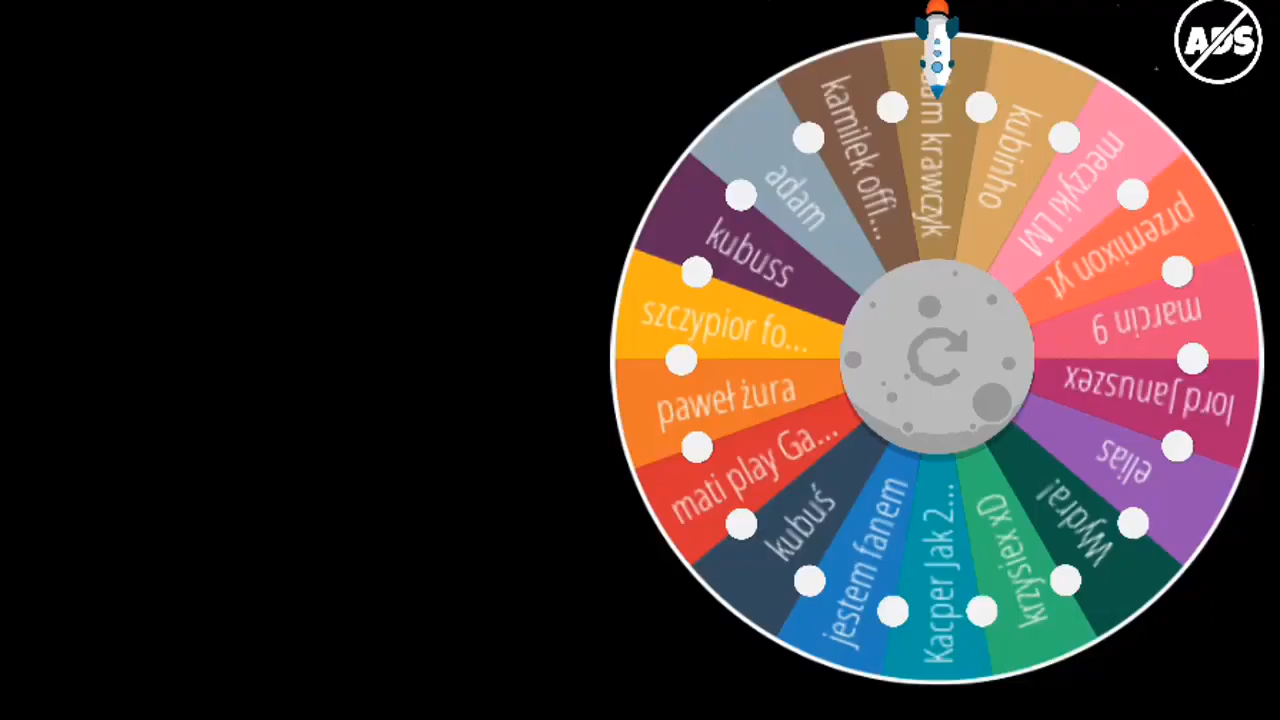 ADS
krawczyk
kubinho
meczyki LM
przemixon yt
marcin 9
lord Januszex
elias
Wydra!
krzysiex xD
Kacper Jak 2...
jestem fanem
kubuś
mati play Ga...
paweł żura
szczypior fo...
kubuss
adam
kamilek offi...